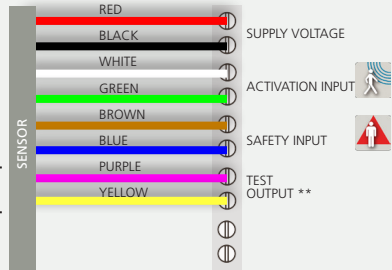 RED
BLACK
SUPPLY VOLTAGE
WHITE
GREEN
ACTIVATION INPUT
BROWN
BLUE
SAFETY INPUT
PURPLE
YELLOW
TEST
OUTPUT **
SENSOR